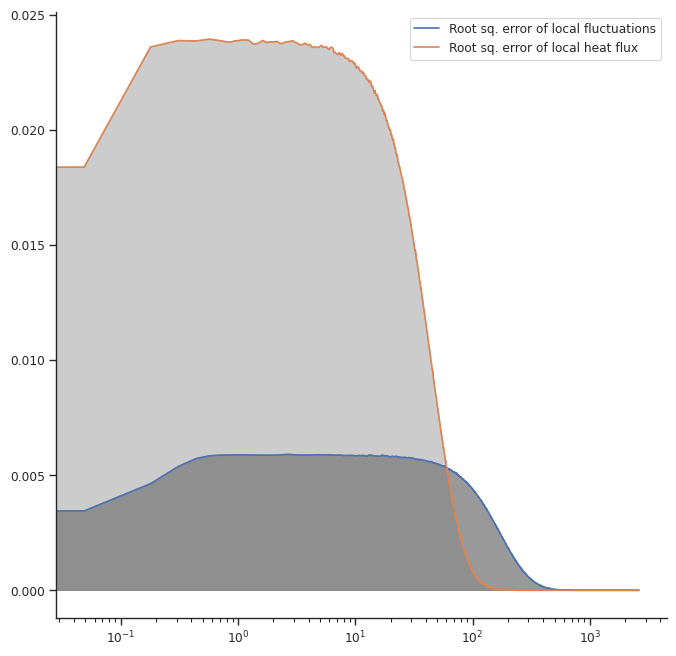 Root sq. error of local fluctuations
Root sq. error of local heat flux
0.025
0.020
0.015
0.010
0.005
0.000
10⁻¹ 10⁰ 10¹ 10² 10³